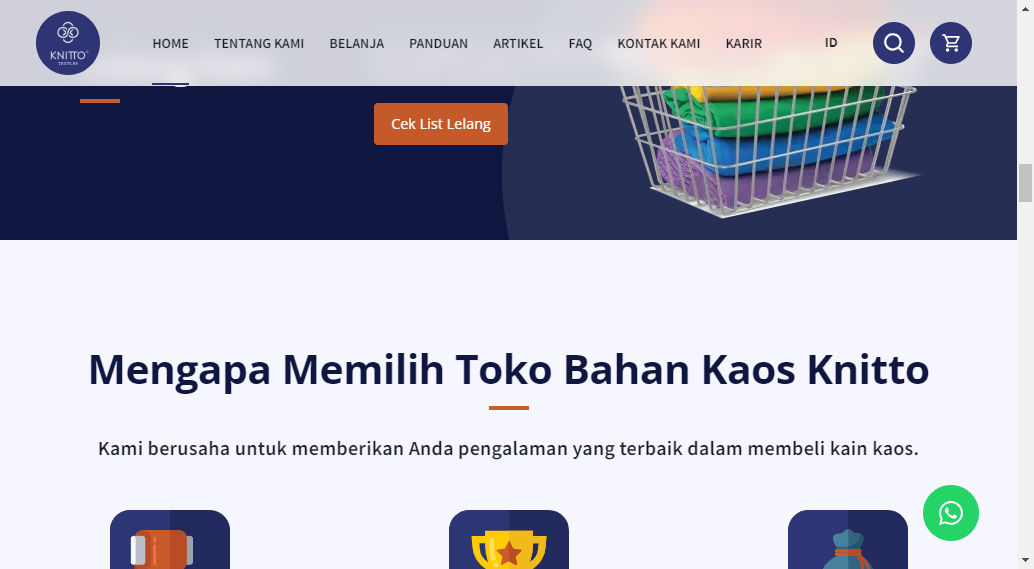 KNITTO
TEXTILES
HOME
TENTANG KAMI
BELANJA
PANDUAN
ARTIKEL
FAQ
KONTAK KAMI
KARIR
ID
Cek List Lelang
Mengapa Memilih Toko Bahan Kaos Knitto
Kami berusaha untuk memberikan Anda pengalaman yang terbaik dalam membeli kain kaos.